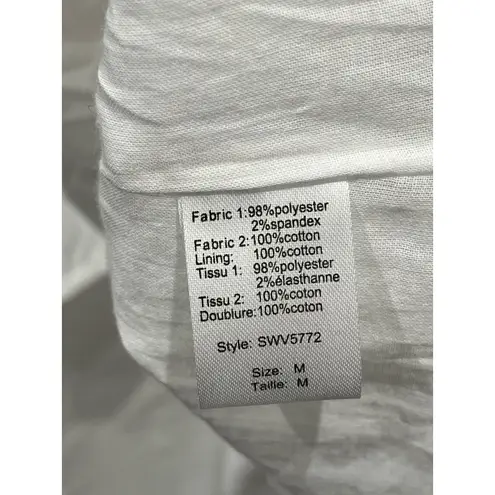 Fabric 1:98%polyester
2%spandex
Fabric 2:100%cotton
Lining: 100%cotton
Tissu 1: 98%polyester
2%élasthanne
Tissu 2: 100%coton
Doublure:100%coton
Style: SWV5772
Size: M
Taille: M